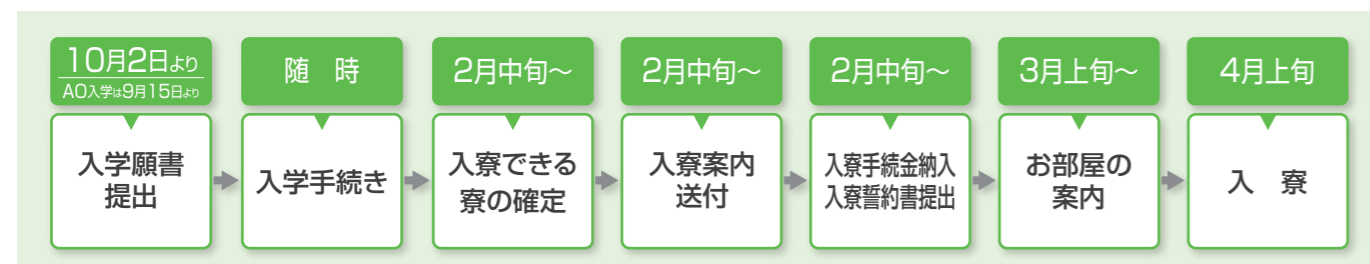 10月2日より
AO入学は9月15日より
入学願書
提出
随 時
入学手続き
2月中旬~
入寮できる
寮の確定
2月中旬~
入寮案内
送付
2月中旬~
入寮手続金納入
入寮誓約書提出
3月上旬~
お部屋の
案内
4月上旬
入 寮